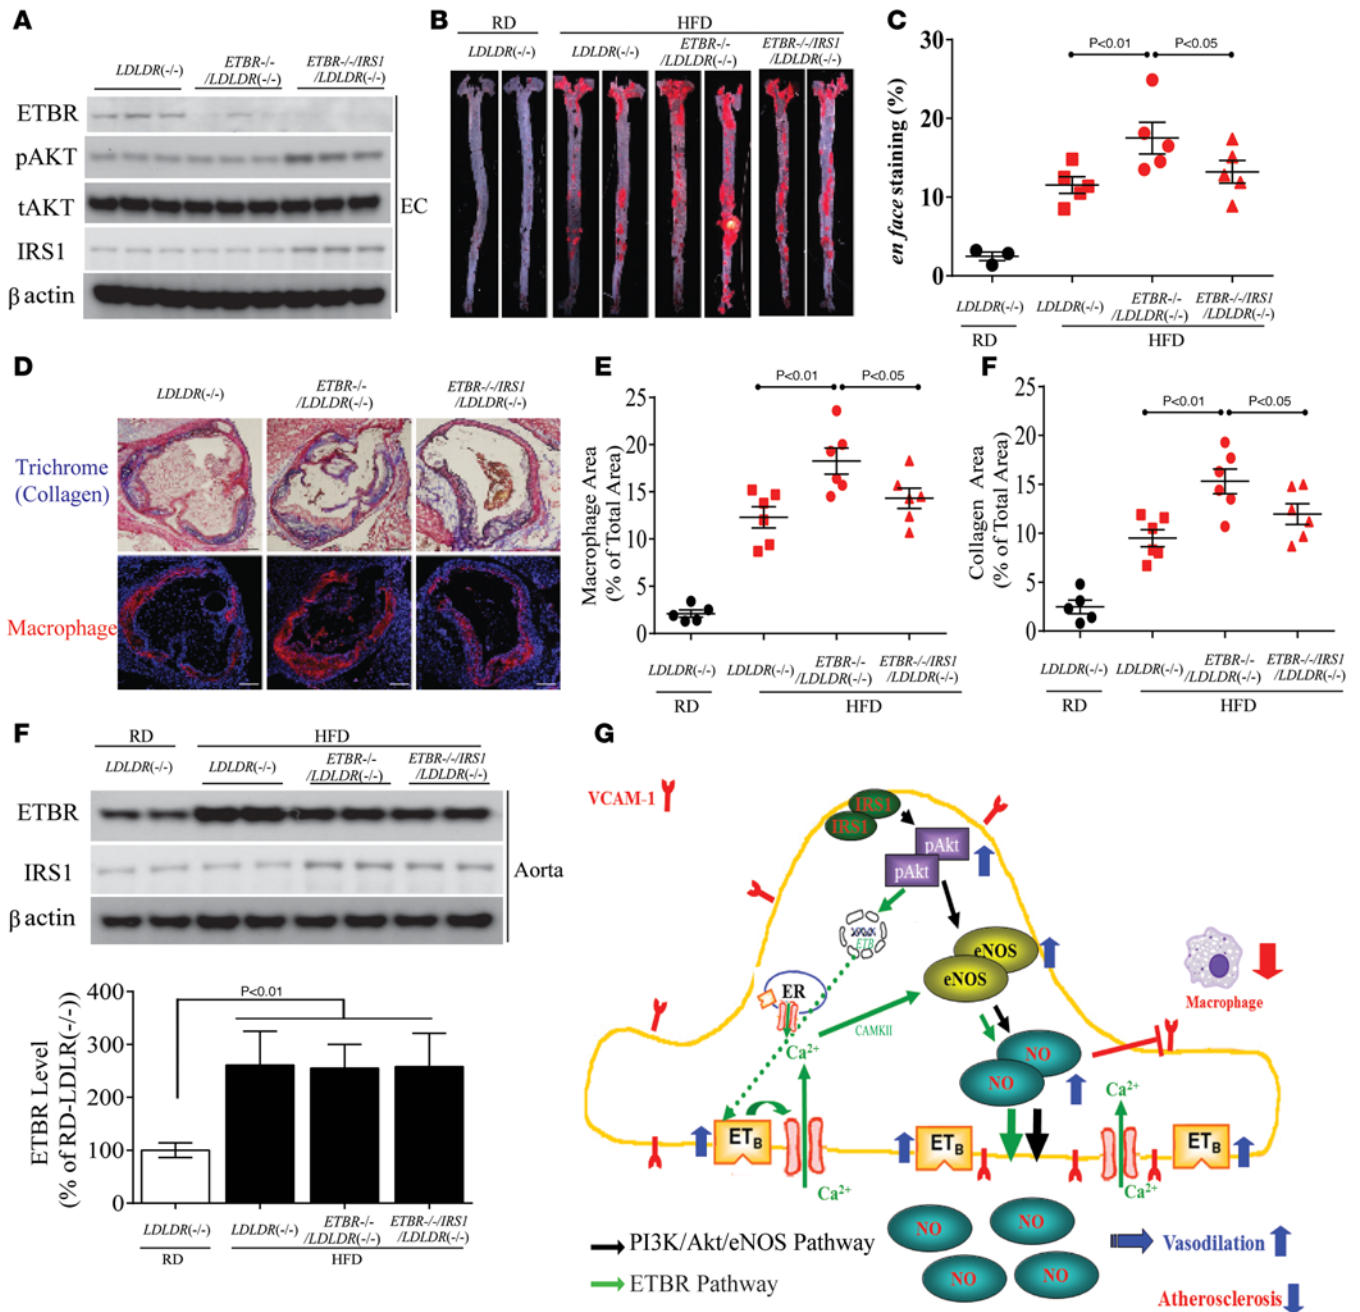 A
LDLDR(-/-)
ETBR-/-
/LDLDR(-/-)
ETBR-/-/IRS1
/LDLDR(-/-)
ETBR
pAKT
tAKT
IRS1
β actin
EC
B
RD
HFD
LDLDR(-/-)
LDLDR(-/-)
ETBR-/-
/LDLDR(-/-)
ETBR-/-/IRS1
/LDLDR(-/-)
C
P<0.01
P<0.05
en face staining (%)
30
20
10
0
LDLDR(-/-)
LDLDR(-/-)
ETBR-/-
/LDLDR(-/-)
ETBR-/-/IRS1
/LDLDR(-/-)
RD
HFD
D
LDLDR(-/-)
ETBR-/-
/LDLDR(-/-)
ETBR-/-/IRS1
/LDLDR(-/-)
Trichrome
(Collagen)
Macrophage
E
P<0.01
P<0.05
Macrophage Area
(% of Total Area)
25
20
15
10
5
0
LDLDR(-/-)
LDLDR(-/-)
ETBR-/-
/LDLDR(-/-)
ETBR-/-/IRS1
/LDLDR(-/-)
RD
HFD
F
P<0.01
P<0.05
Collagen Area
(% of Total Area)
25
20
15
10
5
0
LDLDR(-/-)
LDLDR(-/-)
ETBR-/-
/LDLDR(-/-)
ETBR-/-/IRS1
/LDLDR(-/-)
RD
HFD
F
RD
HFD
LDLDR(-/-)
LDLDR(-/-)
ETBR-/-
/LDLDR(-/-)
ETBR-/-/IRS1
/LDLDR(-/-)
ETBR
IRS1
β actin
Aorta
P<0.01
ETBR Level
(% of RD-LDLR(-/-))
400
300
200
100
0
LDLDR(-/-)
LDLDR(-/-)
ETBR-/-
/LDLDR(-/-)
ETBR-/-/IRS1
/LDLDR(-/-)
RD
HFD
G
VCAM-1
IRS1
IRS1
pAkt
pAkt
ETB
eNOS
eNOS
ER
CAMKII
Ca2+
Macrophage
NO
NO
Ca2+
ETB
ETB
ETB
Ca2+
Ca2+
NO
NO
NO
NO
PI3K/Akt/eNOS Pathway
ETBR Pathway
Vasodilation
Atherosclerosis